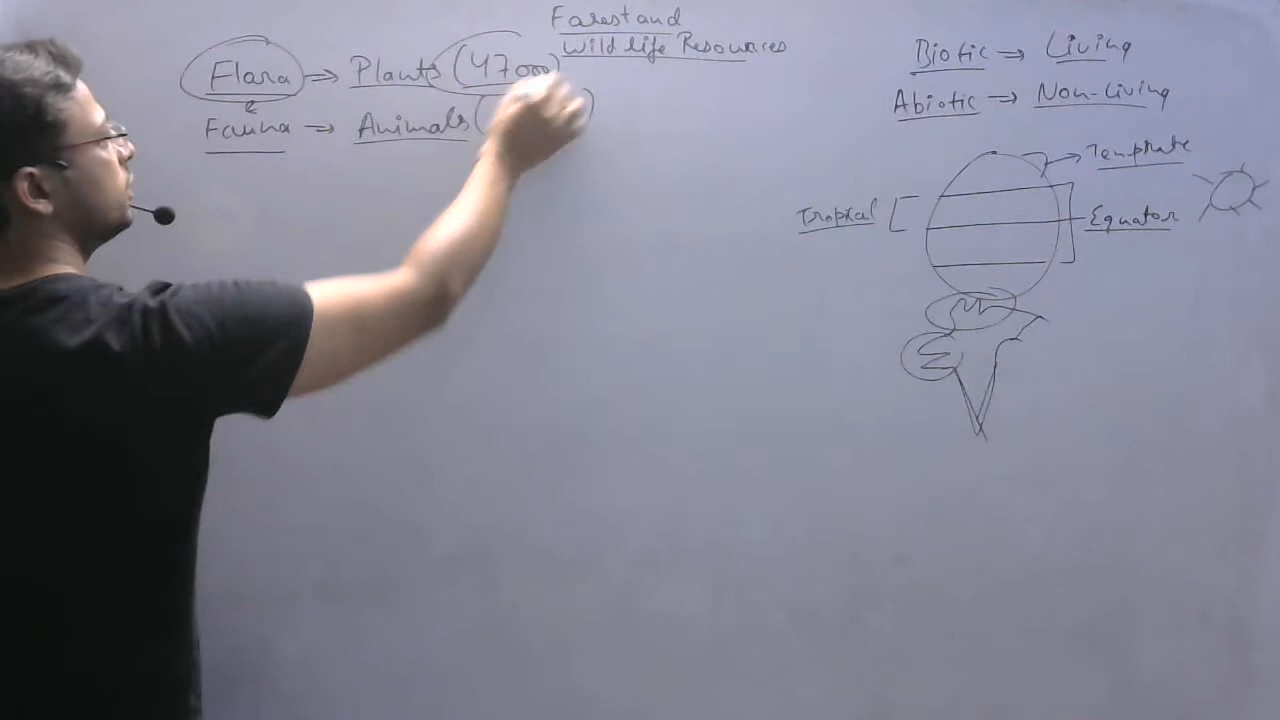 Forest and
Wild life Resources
Flora → Plants (47000)
&
Fauna → Animals (
Biotic → Living
Abiotic → Non-Living
Temprate
Tropical
Equator